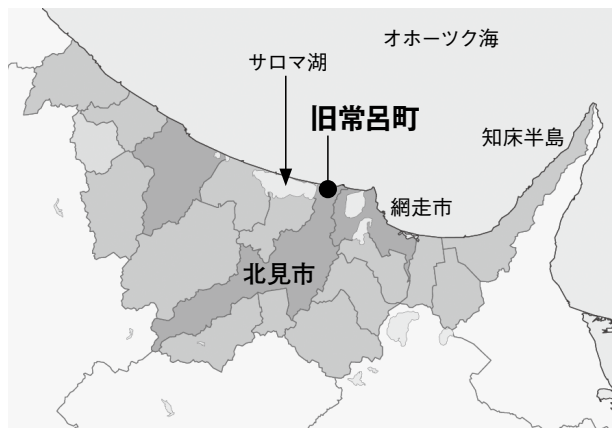 オホーツク海
サロマ湖
旧常呂町
知床半島
網走市
北見市